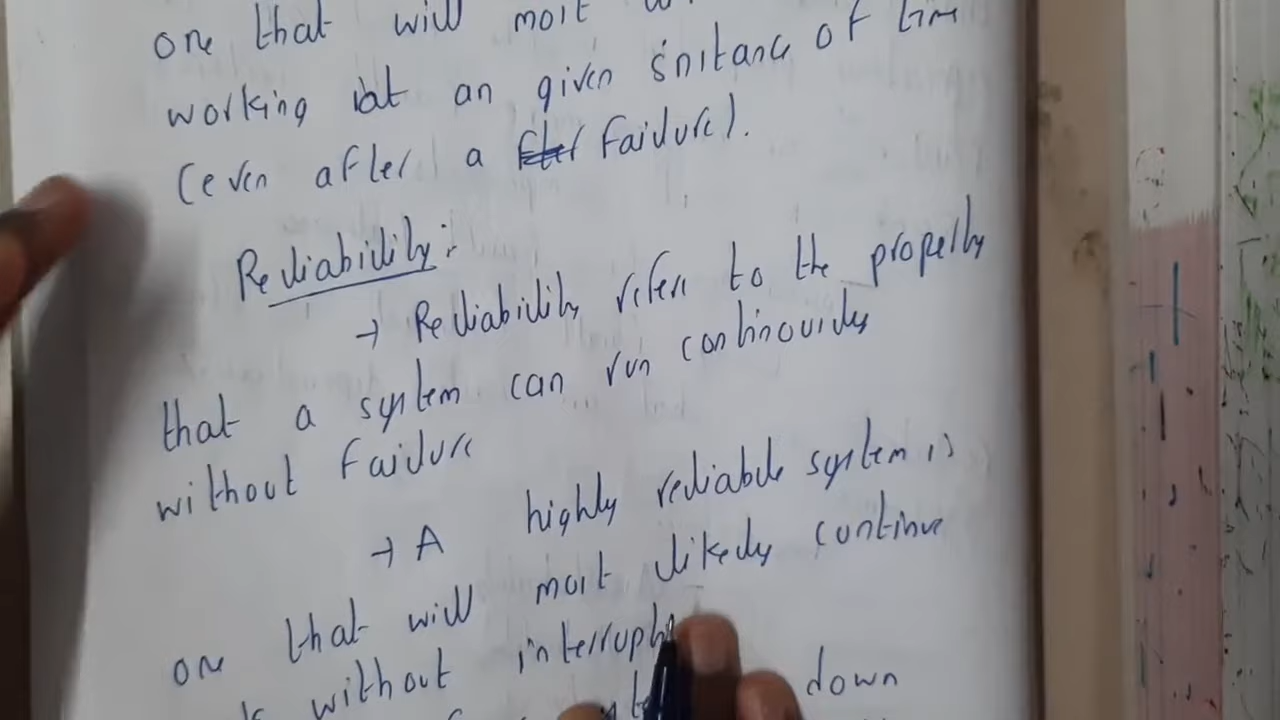 one that will most
working at an given instance of time
(even after a failure).
Reliability:-
→ Reliability refers to the property
that a system can run continuously
without failure
→ A highly reliable system is
one that will most likely continue
without
down